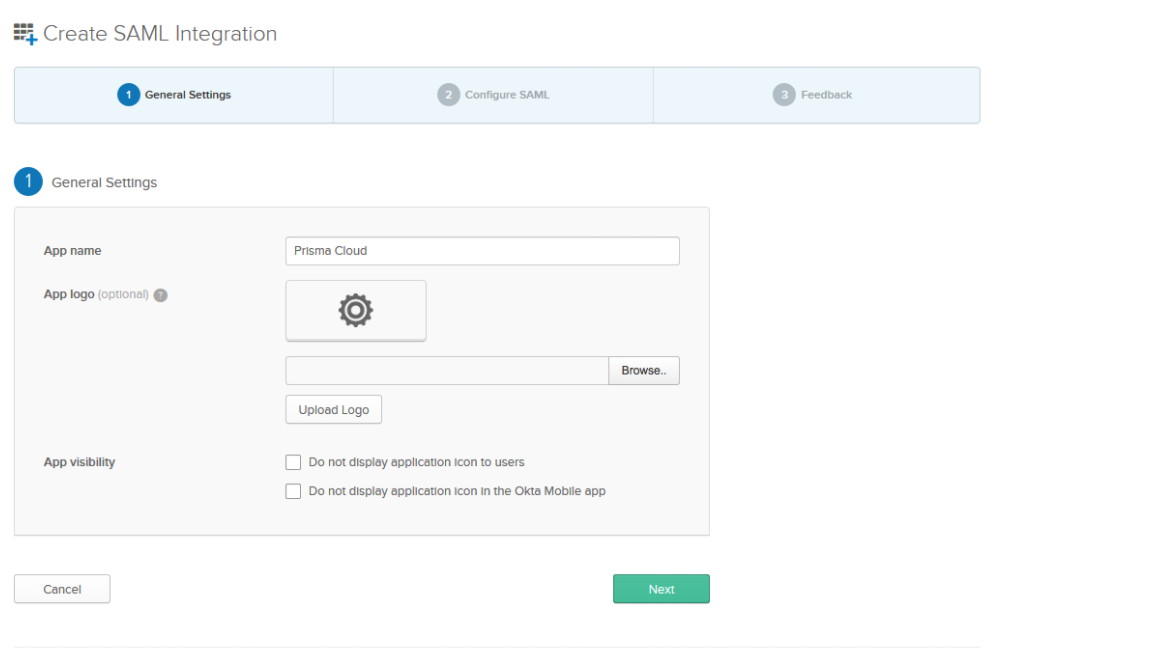 Create SAML Integration
1 General Settings
2 Configure SAML
3 Feedback
1 General Settings
App name
Prisma Cloud
App logo (optional) ?
Browse..
Upload Logo
App visibility
Do not display application icon to users
Do not display application icon in the Okta Mobile app
Cancel
Next